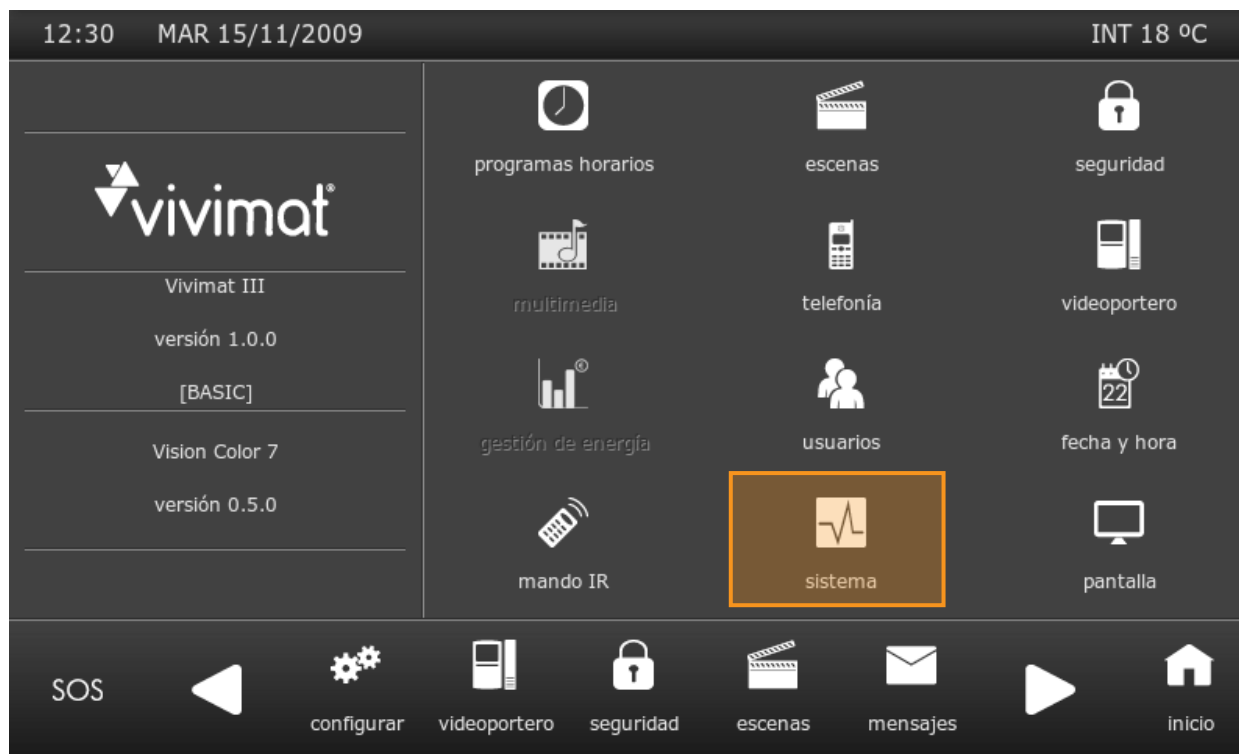 12:30 MAR 15/11/2009 INT 18 ºC
vivimat®
Vivimat III
versión 1.0.0
[BASIC]
Vision Color 7
versión 0.5.0
programas horarios escenas seguridad
multimedia telefonía videoportero
€
22
gestión de energía usuarios fecha y hora
mando IR sistema pantalla
SOS
configurar videoportero seguridad escenas mensajes inicio